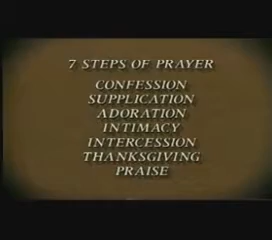 7 STEPS OF PRAYER
CONFESSION
SUPPLICATION
ADORATION
INTIMACY
INTERCESSION
THANKSGIVING
PRAISE